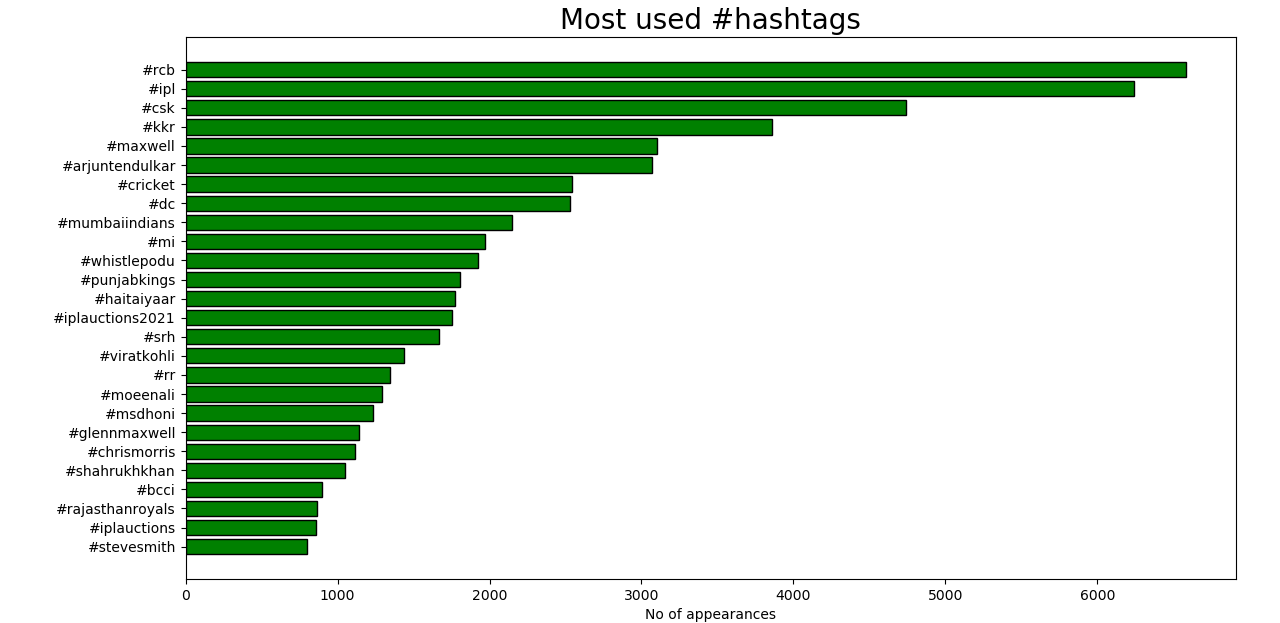 Most used #hashtags
#rcb
#ipl
#csk
#kkr
#maxwell
#arjuntendulkar
#cricket
#dc
#mumbaiindians
#mi
#whistlepodu
#punjabkings
#haitaiyaar
#iplauctions2021
#srh
#viratkohli
#rr
#moeenali
#msdhoni
#glennmaxwell
#chrismorris
#shahrukhkhan
#bcci
#rajasthanroyals
#iplauctions
#stevesmith
0 1000 2000 3000 4000 5000 6000
No of appearances